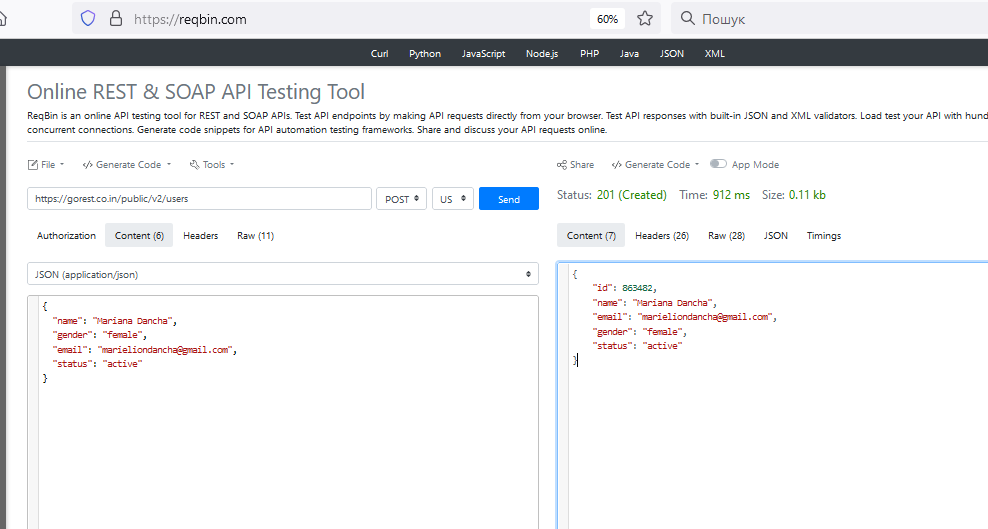 https://reqbin.com 60% Пошук
Curl Python JavaScript Node.js PHP Java JSON XML
Online REST & SOAP API Testing Tool
ReqBin is an online API testing tool for REST and SOAP APIs. Test API endpoints by making API requests directly from your browser. Test API responses with built-in JSON and XML validators. Load test your API with hund
concurrent connections. Generate code snippets for API automation testing frameworks. Share and discuss your API requests online.
File Generate Code Tools Share Generate Code App Mode
https://gorest.co.in/public/v2/users POST US Send
Status: 201 (Created) Time: 912 ms Size: 0.11 kb
Authorization Content (6) Headers Raw (11)
Content (7) Headers (26) Raw (28) JSON Timings
JSON (application/json)
{
"name": "Mariana Dancha",
"gender": "female",
"email": "marieliondancha@gmail.com",
"status": "active"
}
{
"id": 863482,
"name": "Mariana Dancha",
"email": "marieliondancha@gmail.com",
"gender": "female",
"status": "active"
}